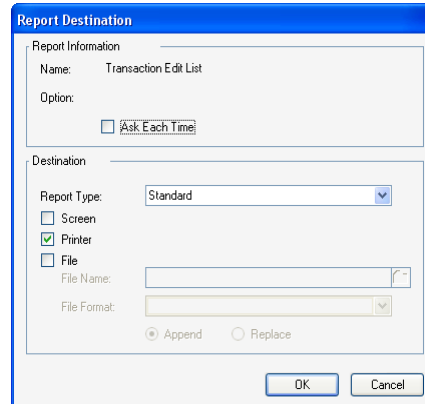 Report Destination
Report Information
Name: Transaction Edit List
Option:
Ask Each Time
Destination
Report Type: Standard
Screen
Printer
File
File Name:
File Format:
Append Replace
OK Cancel